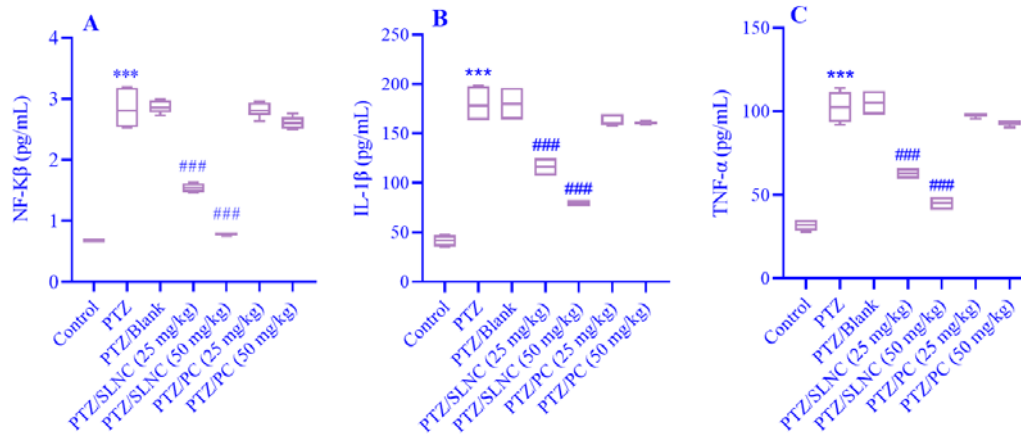 A
NF-Kβ (pg/mL)
4
3
2
1
0
***
###
###
Control
PTZ
PTZ/Blank
PTZ/SLNC (25 mg/kg)
PTZ/SLNC (50 mg/kg)
PTZ/PC (25 mg/kg)
PTZ/PC (50 mg/kg)
B
IL-1β (pg/mL)
250
200
150
100
50
0
***
###
###
Control
PTZ
PTZ/Blank
PTZ/SLNC (25 mg/kg)
PTZ/SLNC (50 mg/kg)
PTZ/PC (25 mg/kg)
PTZ/PC (50 mg/kg)
C
TNF-α (pg/mL)
150
100
50
0
***
###
###
Control
PTZ
PTZ/Blank
PTZ/SLNC (25 mg/kg)
PTZ/SLNC (50 mg/kg)
PTZ/PC (25 mg/kg)
PTZ/PC (50 mg/kg)